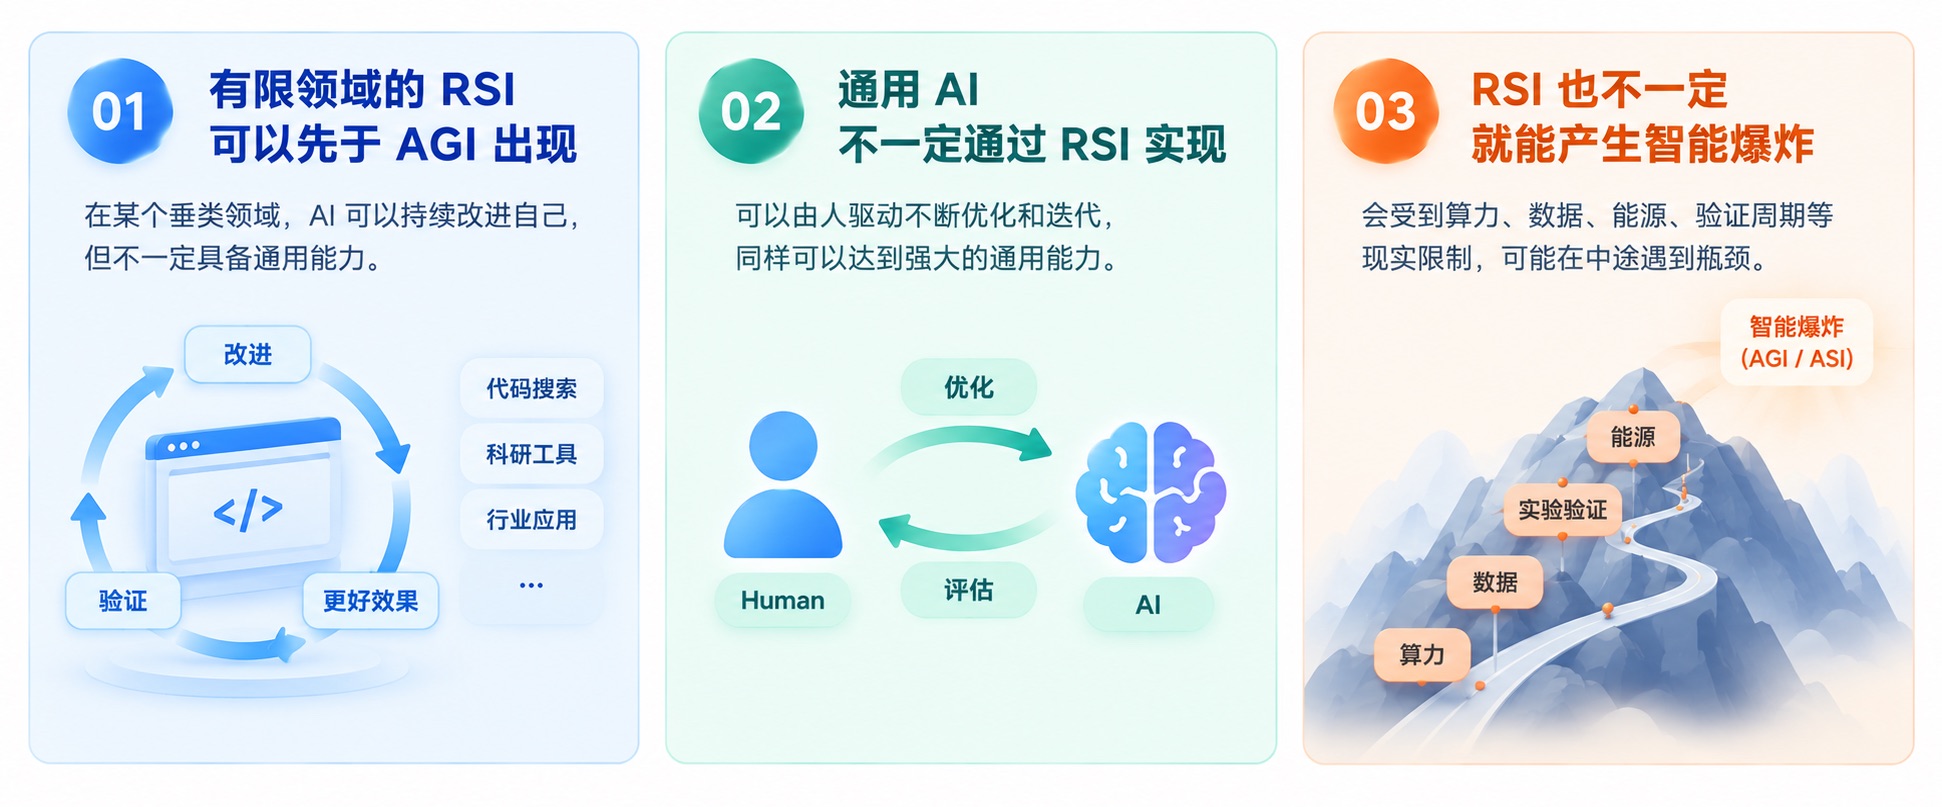 01
有限领域的 RSI
可以先于 AGI 出现
在某个垂类领域，AI 可以持续改进自己，
但不一定具备通用能力。
改进
</>
验证
更好效果
代码搜索
科研工具
行业应用
...
02
通用 AI
不一定通过 RSI 实现
可以由人驱动不断优化和迭代，
同样可以达到强大的通用能力。
优化
评估
Human
AI
03
RSI 也不一定
就能产生智能爆炸
会受到算力、数据、能源、验证周期等
现实限制，可能在中途遇到瓶颈。
智能爆炸
(AGI / ASI)
能源
实验验证
数据
算力